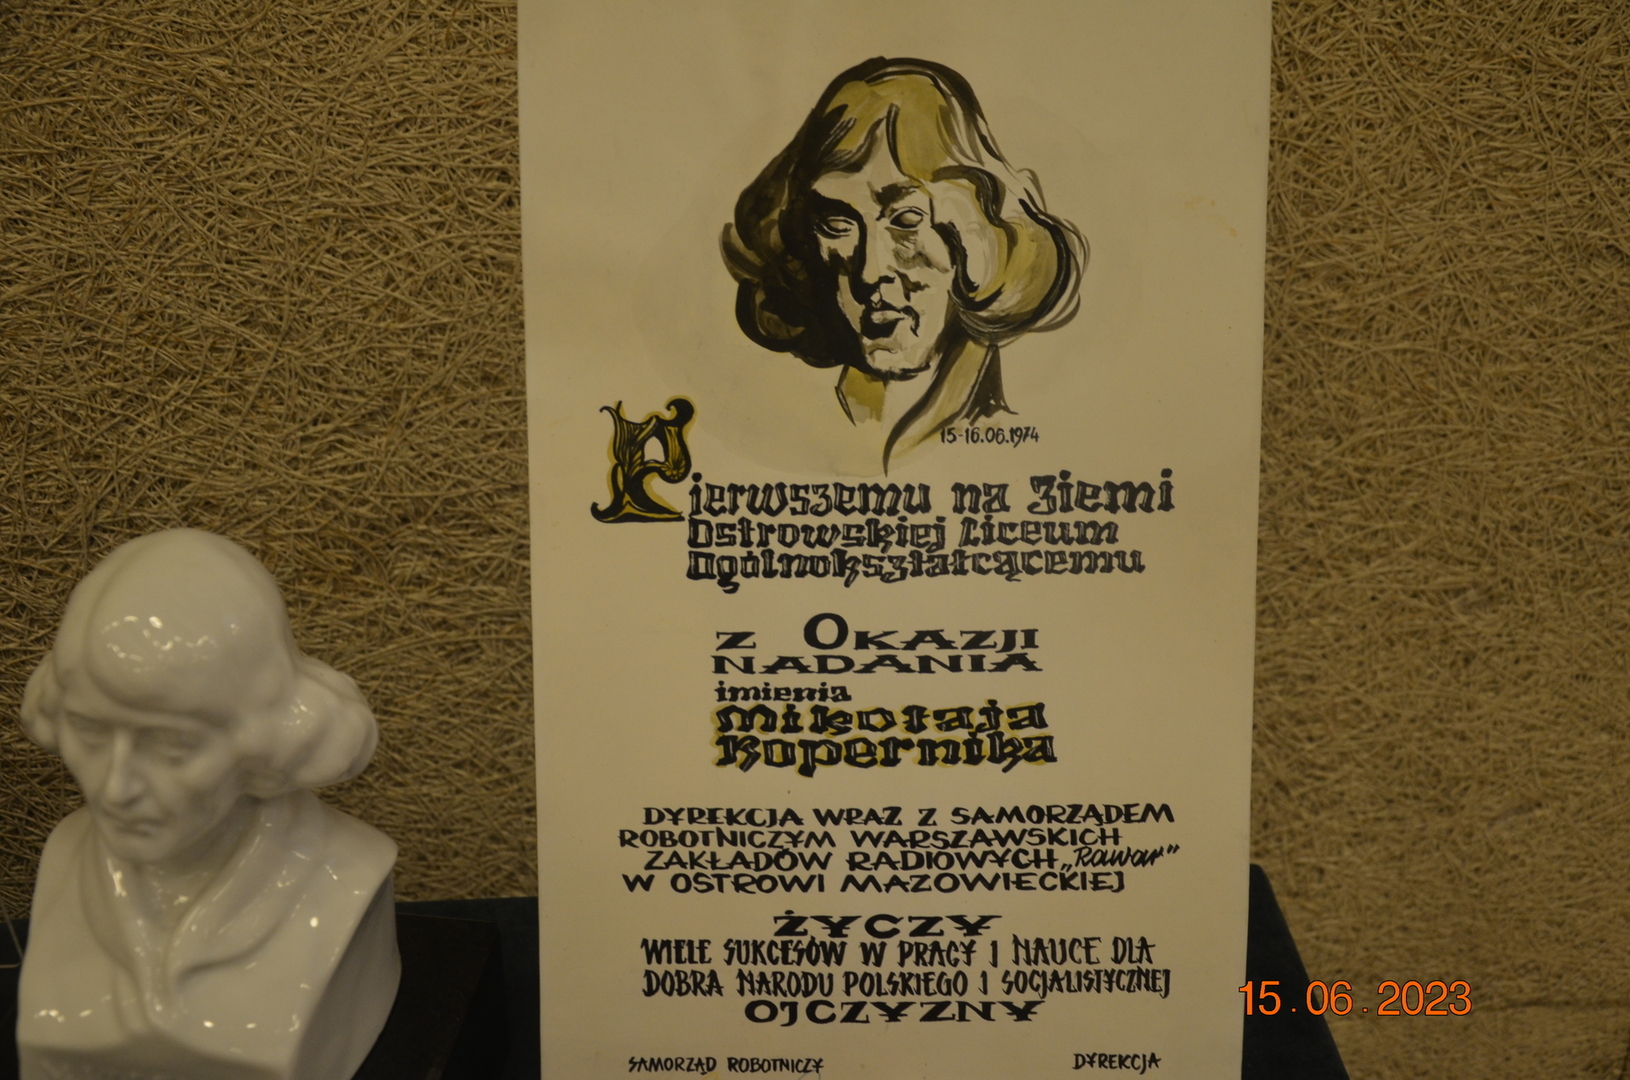 15-16.06.1974
Pierwszemu na Ziemi
Ostrowskiej Liceum
Ogólnokształcącemu
Z OKAZJI
NADANIA
imienia
Mikołaja
Kopernika
DYREKCJA WRAZ Z SAMORZĄDEM
ROBOTNICZYM WARSZAWSKICH
ZAKŁADÓW RADIOWYCH „Rawar”
W OSTROWI MAZOWIECKIEJ
ŻYCZY
WIELE SUKCESÓW W PRACY I NAUCE DLA
DOBRA NARODU POLSKIEGO I SOCJALISTYCZNEJ
OJCZYZNY
SAMORZĄD ROBOTNICZY DYREKCJA
15.06.2023